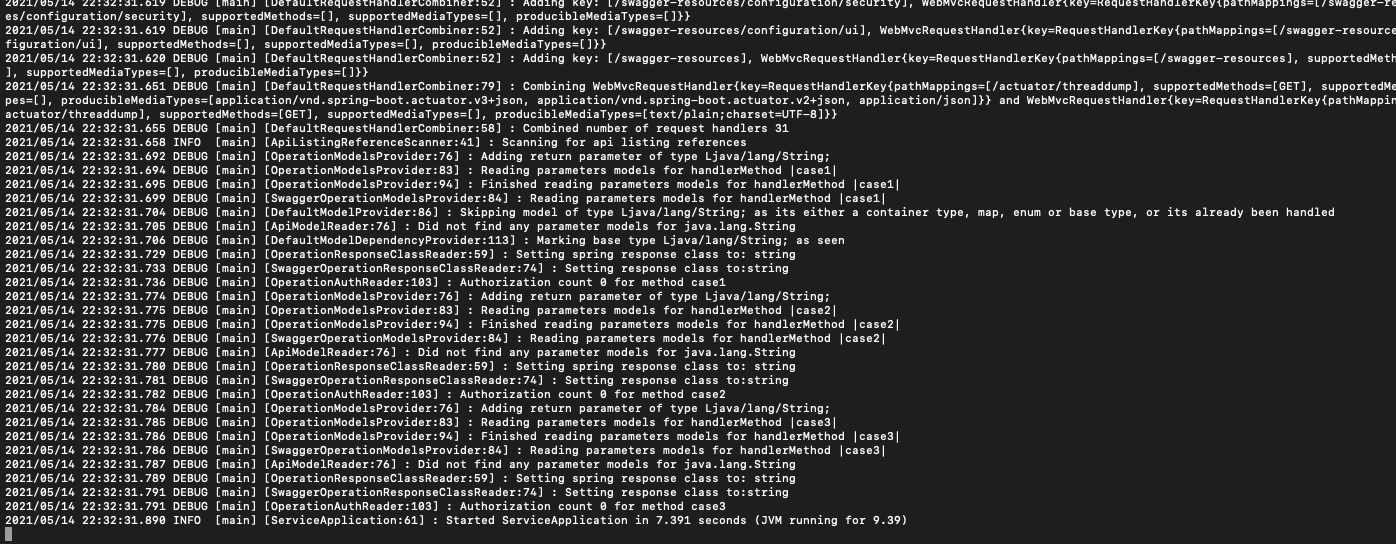 2021/05/14 22:32:31.619 DEBUG [main] [DefaultRequestHandlerCombiner:52] : Adding key: [/swagger-resources/configuration/security], WebMvcRequestHandler{key=RequestHandlerKey{pathMappings=[/swagger-re
es/configuration/security], supportedMethods=[], supportedMediaTypes=[], producibleMediaTypes=[]}}
2021/05/14 22:32:31.619 DEBUG [main] [DefaultRequestHandlerCombiner:52] : Adding key: [/swagger-resources/configuration/ui], WebMvcRequestHandler{key=RequestHandlerKey{pathMappings=[/swagger-resource
figuration/ui], supportedMethods=[], supportedMediaTypes=[], producibleMediaTypes=[]}}
2021/05/14 22:32:31.620 DEBUG [main] [DefaultRequestHandlerCombiner:52] : Adding key: [/swagger-resources], WebMvcRequestHandler{key=RequestHandlerKey{pathMappings=[/swagger-resources], supportedMeth
], supportedMediaTypes=[], producibleMediaTypes=[]}}
2021/05/14 22:32:31.651 DEBUG [main] [DefaultRequestHandlerCombiner:79] : Combining WebMvcRequestHandler{key=RequestHandlerKey{pathMappings=[/actuator/threaddump], supportedMethods=[GET], supportedMe
pes=[], producibleMediaTypes=[application/vnd.spring-boot.actuator.v3+json, application/vnd.spring-boot.actuator.v2+json, application/json]}} and WebMvcRequestHandler{key=RequestHandlerKey{pathMappin
actuator/threaddump], supportedMethods=[GET], supportedMediaTypes=[], producibleMediaTypes=[text/plain;charset=UTF-8]}}
2021/05/14 22:32:31.655 DEBUG [main] [DefaultRequestHandlerCombiner:58] : Combined number of request handlers 31
2021/05/14 22:32:31.658 INFO  [main] [ApiListingReferenceScanner:41] : Scanning for api listing references
2021/05/14 22:32:31.692 DEBUG [main] [OperationModelsProvider:76] : Adding return parameter of type Ljava/lang/String;
2021/05/14 22:32:31.694 DEBUG [main] [OperationModelsProvider:83] : Reading parameters models for handlerMethod |case1|
2021/05/14 22:32:31.695 DEBUG [main] [OperationModelsProvider:94] : Finished reading parameters models for handlerMethod |case1|
2021/05/14 22:32:31.699 DEBUG [main] [SwaggerOperationModelsProvider:84] : Reading parameters models for handlerMethod |case1|
2021/05/14 22:32:31.704 DEBUG [main] [DefaultModelProvider:86] : Skipping model of type Ljava/lang/String; as its either a container type, map, enum or base type, or its already been handled
2021/05/14 22:32:31.705 DEBUG [main] [ApiModelReader:76] : Did not find any parameter models for java.lang.String
2021/05/14 22:32:31.706 DEBUG [main] [DefaultModelDependencyProvider:113] : Marking base type Ljava/lang/String; as seen
2021/05/14 22:32:31.729 DEBUG [main] [OperationResponseClassReader:59] : Setting spring response class to: string
2021/05/14 22:32:31.733 DEBUG [main] [SwaggerOperationResponseClassReader:74] : Setting response class to:string
2021/05/14 22:32:31.736 DEBUG [main] [OperationAuthReader:103] : Authorization count 0 for method case1
2021/05/14 22:32:31.774 DEBUG [main] [OperationModelsProvider:76] : Adding return parameter of type Ljava/lang/String;
2021/05/14 22:32:31.775 DEBUG [main] [OperationModelsProvider:83] : Reading parameters models for handlerMethod |case2|
2021/05/14 22:32:31.775 DEBUG [main] [OperationModelsProvider:94] : Finished reading parameters models for handlerMethod |case2|
2021/05/14 22:32:31.776 DEBUG [main] [SwaggerOperationModelsProvider:84] : Reading parameters models for handlerMethod |case2|
2021/05/14 22:32:31.777 DEBUG [main] [ApiModelReader:76] : Did not find any parameter models for java.lang.String
2021/05/14 22:32:31.780 DEBUG [main] [OperationResponseClassReader:59] : Setting spring response class to: string
2021/05/14 22:32:31.781 DEBUG [main] [SwaggerOperationResponseClassReader:74] : Setting response class to:string
2021/05/14 22:32:31.782 DEBUG [main] [OperationAuthReader:103] : Authorization count 0 for method case2
2021/05/14 22:32:31.784 DEBUG [main] [OperationModelsProvider:76] : Adding return parameter of type Ljava/lang/String;
2021/05/14 22:32:31.785 DEBUG [main] [OperationModelsProvider:83] : Reading parameters models for handlerMethod |case3|
2021/05/14 22:32:31.786 DEBUG [main] [OperationModelsProvider:94] : Finished reading parameters models for handlerMethod |case3|
2021/05/14 22:32:31.786 DEBUG [main] [SwaggerOperationModelsProvider:84] : Reading parameters models for handlerMethod |case3|
2021/05/14 22:32:31.787 DEBUG [main] [ApiModelReader:76] : Did not find any parameter models for java.lang.String
2021/05/14 22:32:31.789 DEBUG [main] [OperationResponseClassReader:59] : Setting spring response class to: string
2021/05/14 22:32:31.791 DEBUG [main] [SwaggerOperationResponseClassReader:74] : Setting response class to:string
2021/05/14 22:32:31.791 DEBUG [main] [OperationAuthReader:103] : Authorization count 0 for method case3
2021/05/14 22:32:31.890 INFO  [main] [ServiceApplication:61] : Started ServiceApplication in 7.391 seconds (JVM running for 9.39)